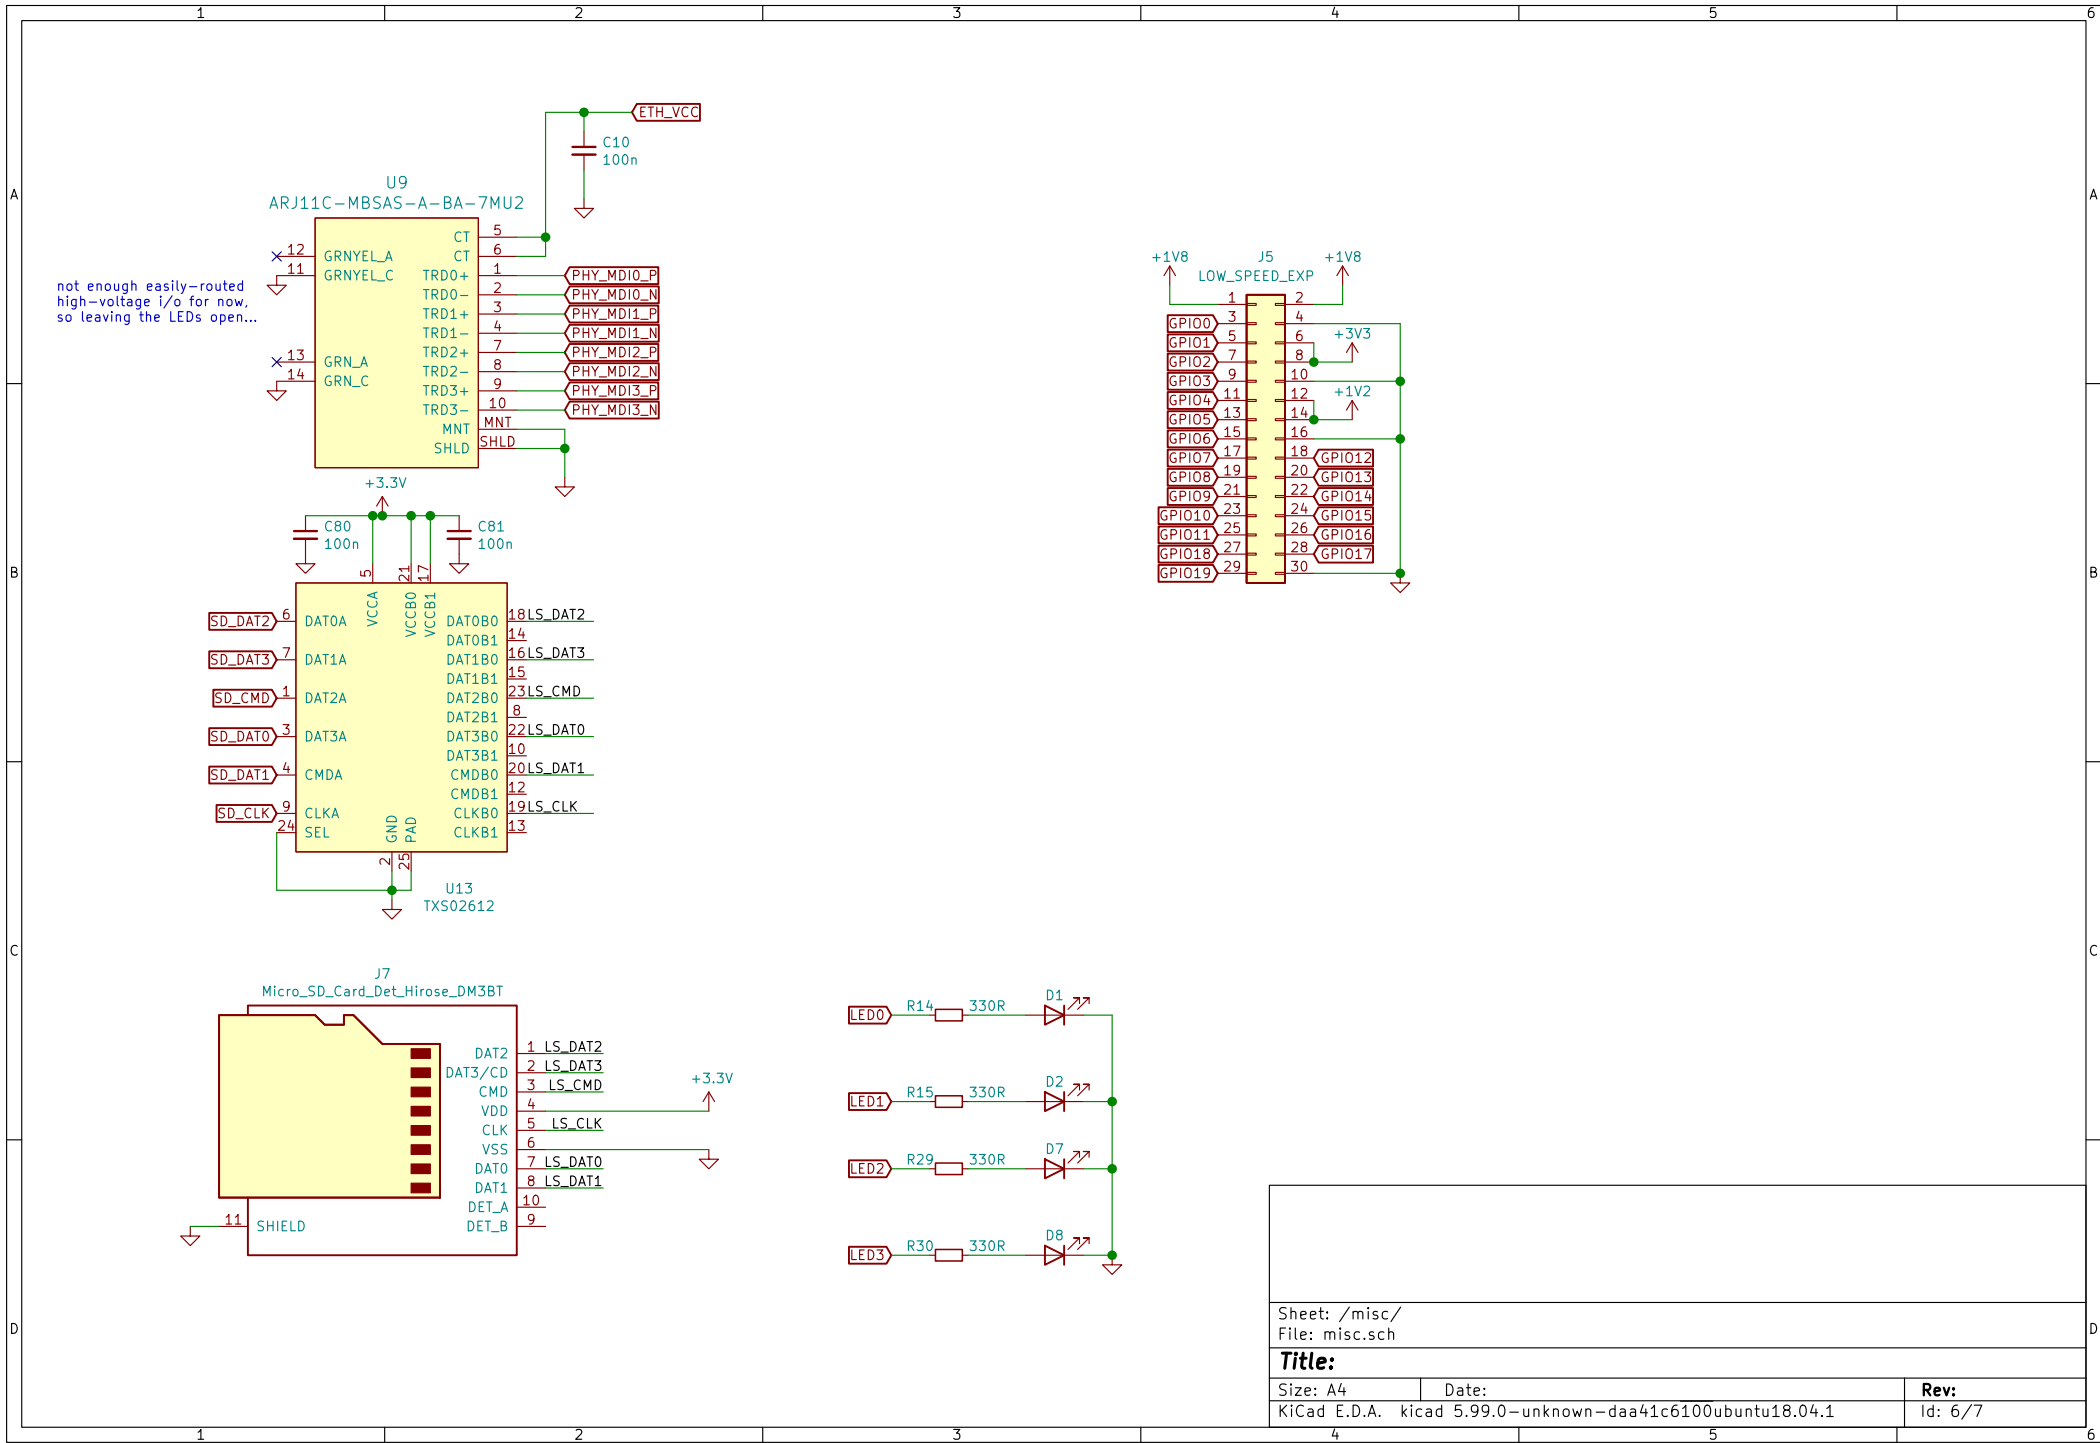 1 2 3 4 5 6
A A
B B
C C
D D
ETH_VCC
C10
100n
U9
ARJ11C-MBSAS-A-BA-7MU2
not enough easily-routed
high-voltage i/o for now,
so leaving the LEDs open...
12 GRNYEL_A
11 GRNYEL_C
13 GRN_A
14 GRN_C
CT 5
CT 6
TRD0+ 1 PHY_MDI0_P
TRD0- 2 PHY_MDI0_N
TRD1+ 3 PHY_MDI1_P
TRD1- 4 PHY_MDI1_N
TRD2+ 7 PHY_MDI2_P
TRD2- 8 PHY_MDI2_N
TRD3+ 9 PHY_MDI3_P
TRD3- 10 PHY_MDI3_N
MNT MNT
SHLD SHLD
+1V8 J5 +1V8
LOW_SPEED_EXP
1 2
GPIO0 3 4
+3V3
GPIO1 5 6
GPIO2 7 8
GPIO3 9 10
+1V2
GPIO4 11 12
GPIO5 13 14
GPIO6 15 16
GPIO7 17 18 GPIO12
GPIO8 19 20 GPIO13
GPIO9 21 22 GPIO14
GPIO10 23 24 GPIO15
GPIO11 25 26 GPIO16
GPIO18 27 28 GPIO17
GPIO19 29 30
+3.3V
C80
100n
C81
100n
5 21 17
VCCA VCCB0 VCCB1
SD_DAT2 6 DAT0A
SD_DAT3 7 DAT1A
SD_CMD 1 DAT2A
SD_DAT0 3 DAT3A
SD_DAT1 4 CMDA
SD_CLK 9 CLKA
24 SEL
DAT0B0 18 LS_DAT2
DAT0B1 14
DAT1B0 16 LS_DAT3
DAT1B1 15
DAT2B0 23 LS_CMD
DAT2B1 8
DAT3B0 22 LS_DAT0
DAT3B1 10
CMDB0 20 LS_DAT1
CMDB1 12
CLKB0 19 LS_CLK
CLKB1 13
GND PAD
2 25
U13
TXS02612
J7
Micro_SD_Card_Det_Hirose_DM3BT
DAT2 1 LS_DAT2
DAT3/CD 2 LS_DAT3
CMD 3 LS_CMD
+3.3V
VDD 4
CLK 5 LS_CLK
VSS 6
DAT0 7 LS_DAT0
DAT1 8 LS_DAT1
DET_A 10
DET_B 9
11 SHIELD
LED0 R14 330R D1
LED1 R15 330R D2
LED2 R29 330R D7
LED3 R30 330R D8
Sheet: /misc/
File: misc.sch
Title:
Size: A4 Date: Rev:
KiCad E.D.A. kicad 5.99.0-unknown-daa41c6100ubuntu18.04.1 Id: 6/7
1 2 3 4 5 6